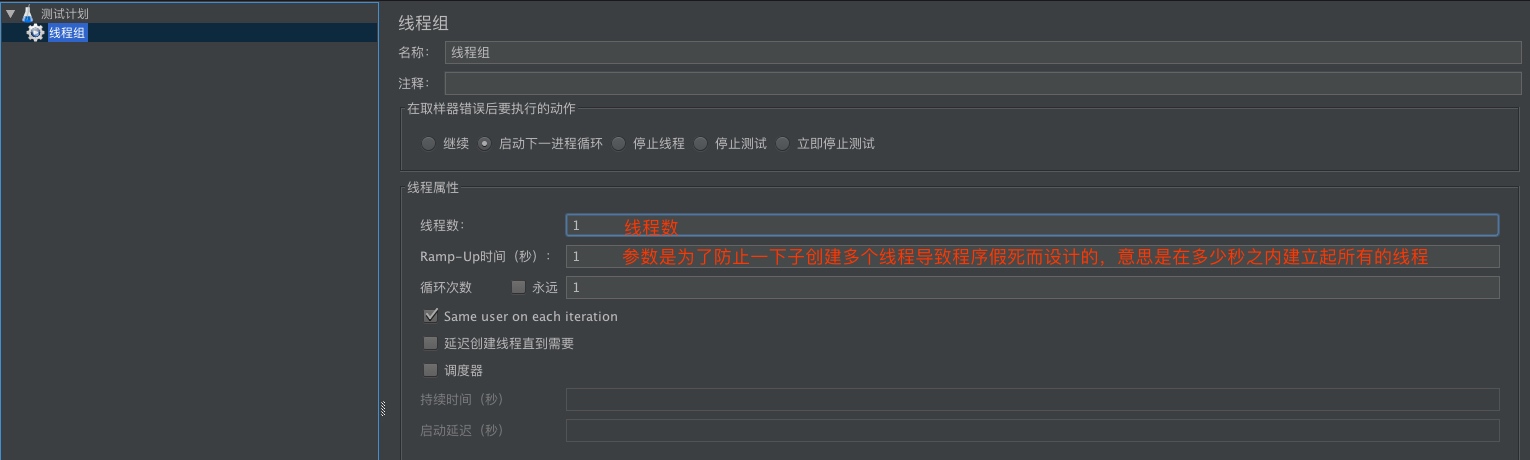 测试计划
线程组
线程组
名称： 线程组
注释：
在取样器错误后要执行的动作
继续 启动下一进程循环 停止线程 停止测试 立即停止测试
线程属性
线程数： 1 线程数
Ramp-Up时间（秒）： 1 参数是为了防止一下子创建多个线程导致程序假死而设计的，意思是在多少秒之内建立起所有的线程
循环次数 永远 1
Same user on each iteration
延迟创建线程直到需要
调度器
持续时间（秒）
启动延迟（秒）